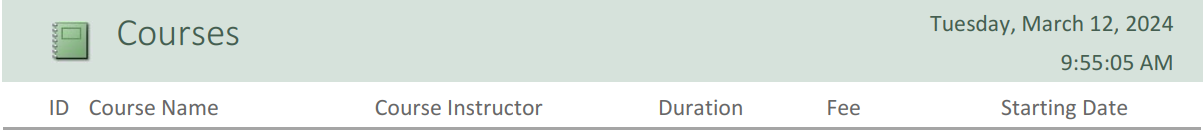 Courses
Tuesday, March 12, 2024
9:55:05 AM
ID Course Name Course Instructor Duration Fee Starting Date